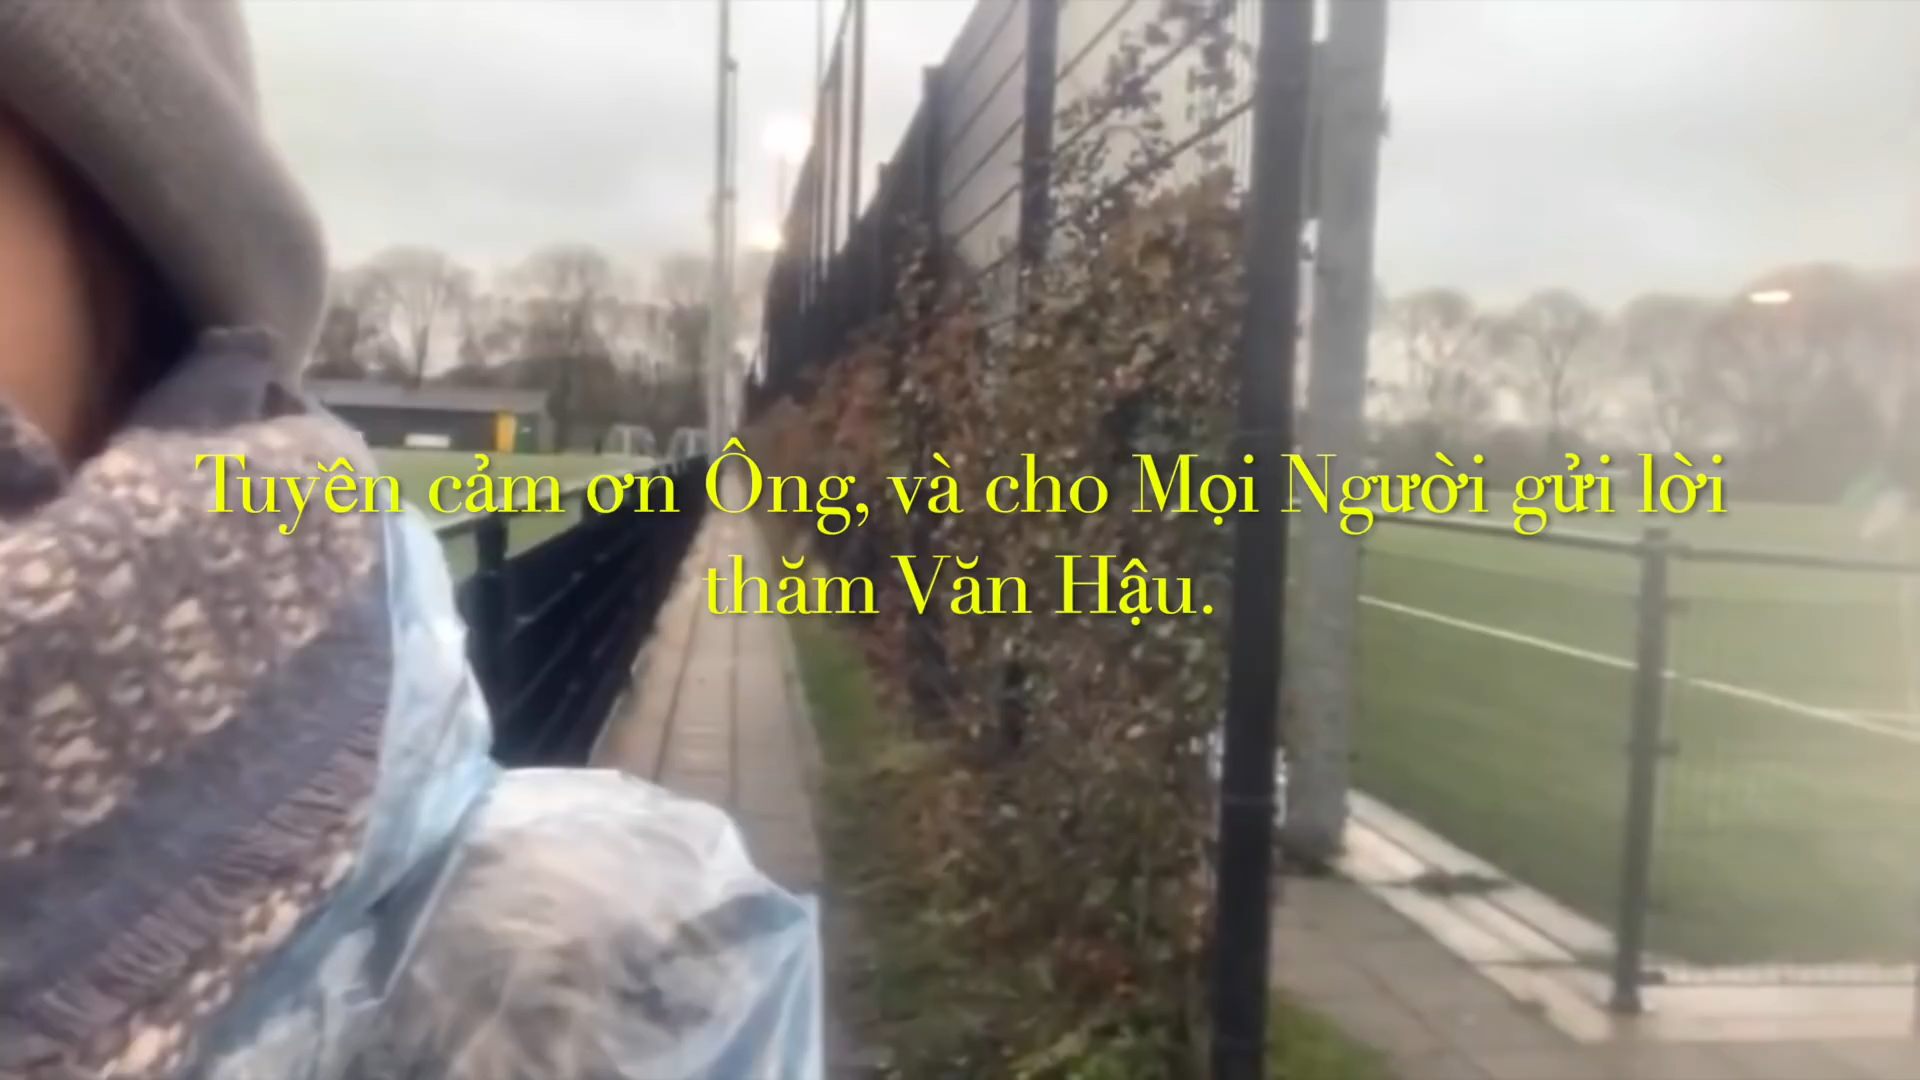 Tuyền cảm ơn Ông, và cho Mọi Người gửi lời
thăm Văn Hậu.